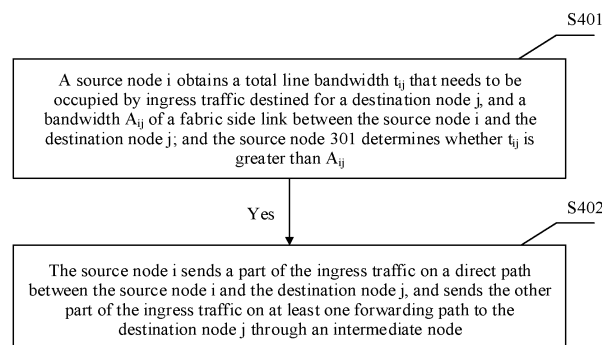 S401
A source node i obtains a total line bandwidth tij that needs to be
occupied by ingress traffic destined for a destination node j, and a
bandwidth Aij of a fabric side link between the source node i and the
destination node j; and the source node 301 determines whether tij is
greater than Aij
Yes
S402
The source node i sends a part of the ingress traffic on a direct path
between the source node i and the destination node j, and sends the other
part of the ingress traffic on at least one forwarding path to the
destination node j through an intermediate node